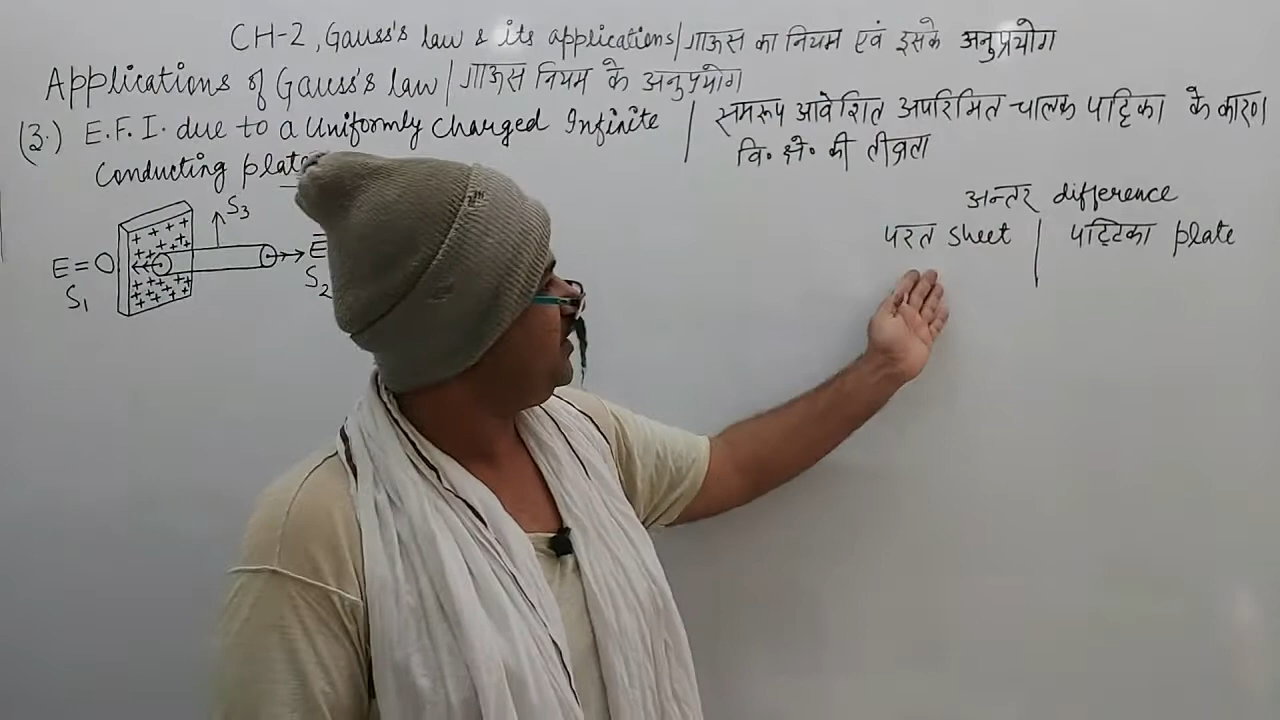 CH-2, Gauss's law & its applications/गाऊस का नियम एवं इसके अनुप्रयोग
Applications of Gauss's law/गाऊस नियम के अनुप्रयोग
(3.) E.F.I. due to a Uniformly Charged Infinite | समरूप आवेशित अपरिमित चालक पट्टिका के कारण
Conducting plate | वि॰ क्षे॰ की तीव्रता
अन्तर difference
परत sheet | पट्टिका plate
S3
E=0 E
S1 S2